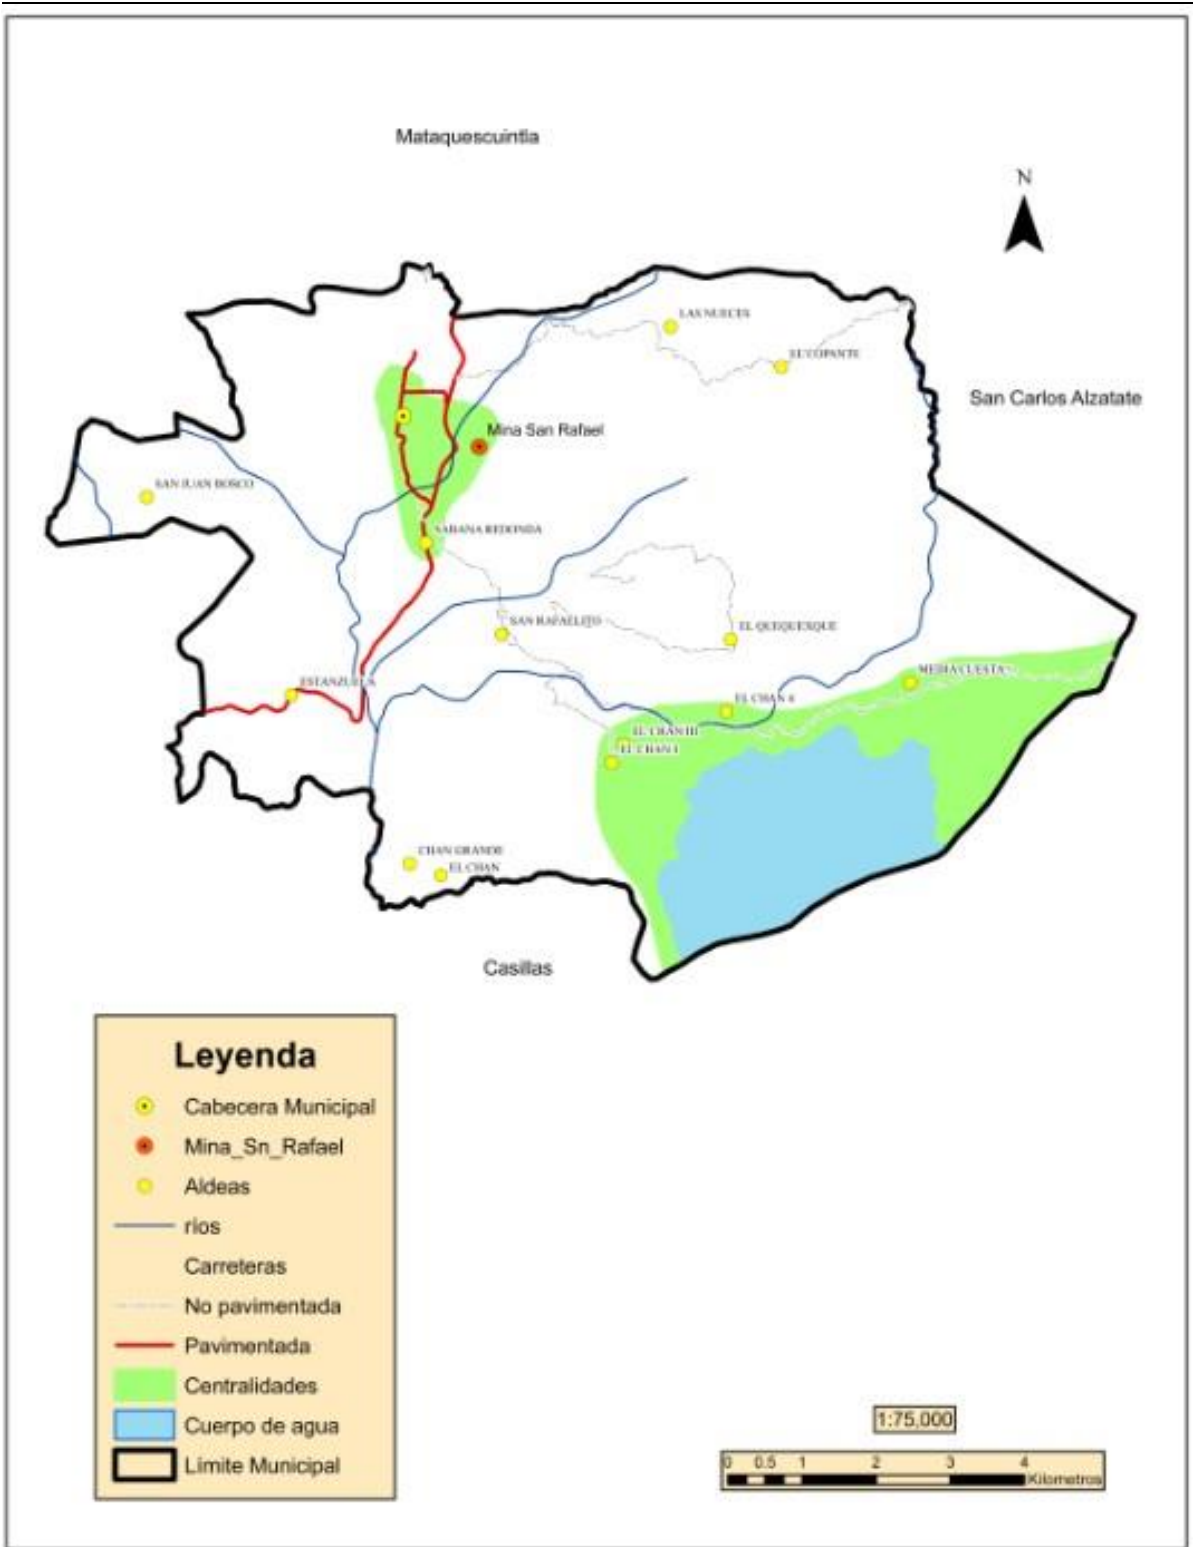 Mataquescuintla
N
LAS NUECES
EL COPANTE
San Carlos Alzatate
Mina San Rafael
SAN JUAN BOSCO
SABANA REDONDA
SAN RAFAELITO
EL QUEQUEXQUE
MEDIA CUESTA
ESTANZUELA
EL CHAN III
EL CHAN I
CHAN GRANDE
EL CHAN
Casillas
Leyenda
Cabecera Municipal
Mina_Sn_Rafael
Aldeas
rios
Carreteras
No pavimentada
Pavimentada
Centralidades
Cuerpo de agua
Limite Municipal
1:75,000
0 0.5 1 2 3 4
Kilometros